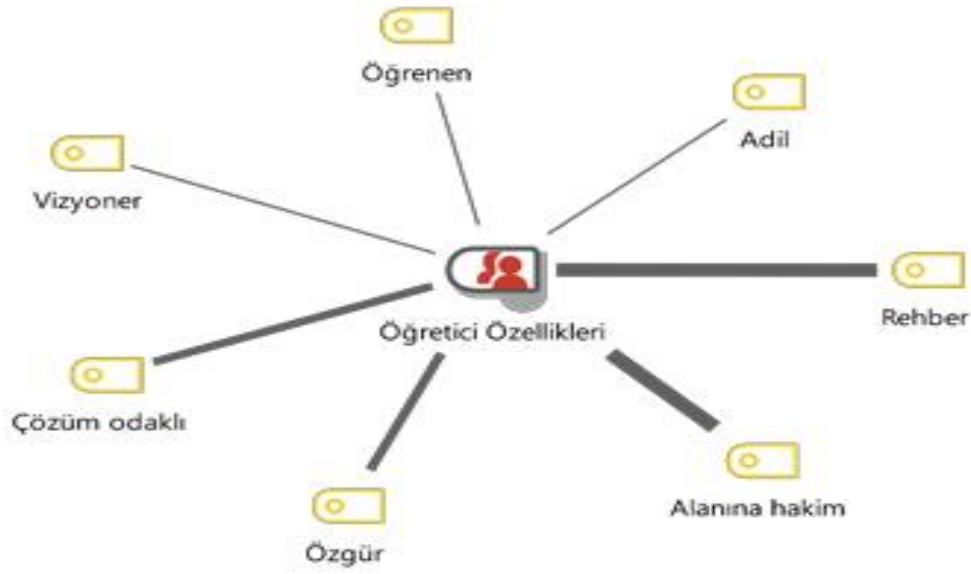 Öğrenen
Adil
Vizyoner
Öğretici Özellikleri
Rehber
Çözüm odaklı
Alanına hakim
Özgür